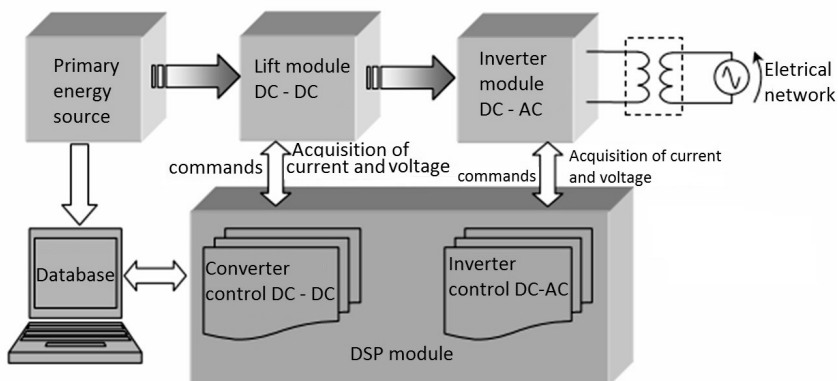 Primary
energy
source
Lift module
DC - DC
Inverter
module
DC - AC
Eletrical
network
commands
Acquisition of
current and voltage
commands
Acquisition of current
and voltage
Database
Converter
control DC - DC
Inverter
control DC-AC
DSP module